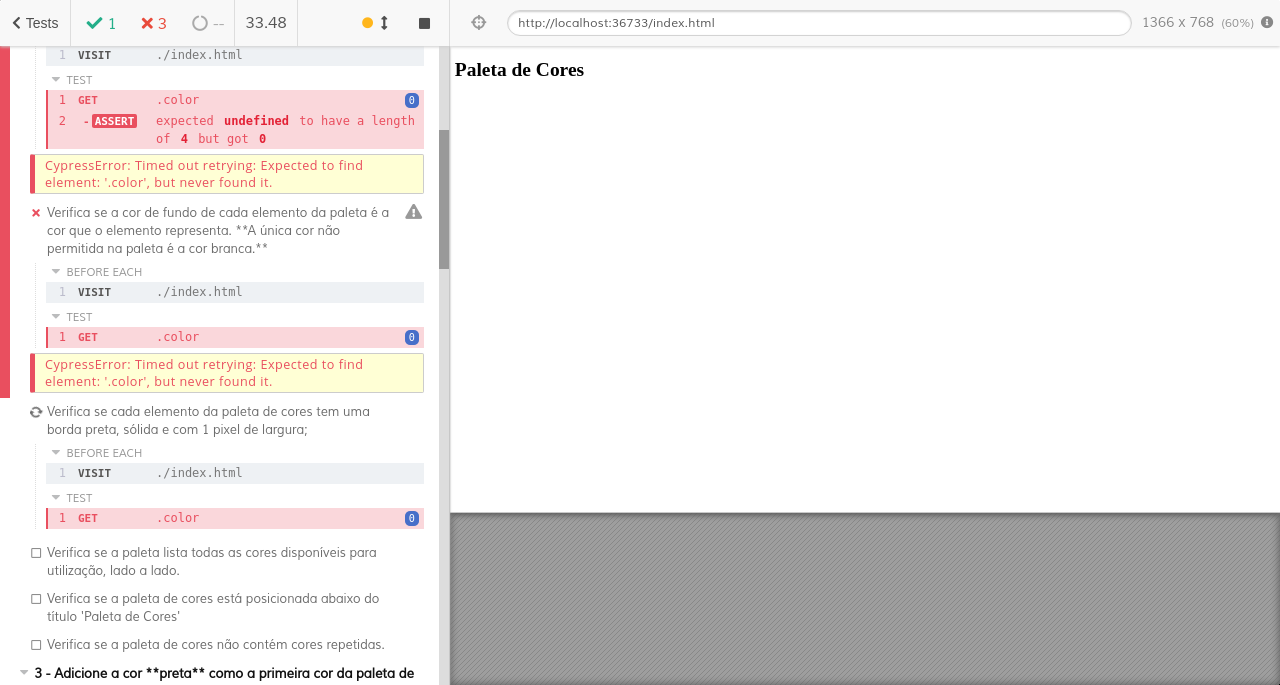 Tests 1 3 -- 33.48 http://localhost:36733/index.html 1366 x 768 (60%)
1 VISIT ./index.html
TEST
1 GET .color 0
2 -ASSERT expected undefined to have a length
of 4 but got 0
CypressError: Timed out retrying: Expected to find
element: '.color', but never found it.
Verifica se a cor de fundo de cada elemento da paleta é a
cor que o elemento representa. **A única cor não
permitida na paleta é a cor branca.**
BEFORE EACH
1 VISIT ./index.html
TEST
1 GET .color 0
CypressError: Timed out retrying: Expected to find
element: '.color', but never found it.
Verifica se cada elemento da paleta de cores tem uma
borda preta, sólida e com 1 pixel de largura;
BEFORE EACH
1 VISIT ./index.html
TEST
1 GET .color 0
Verifica se a paleta lista todas as cores disponíveis para
utilização, lado a lado.
Verifica se a paleta de cores está posicionada abaixo do
título 'Paleta de Cores'
Verifica se a paleta de cores não contém cores repetidas.
3 - Adicione a cor **preta** como a primeira cor da paleta de
Paleta de Cores